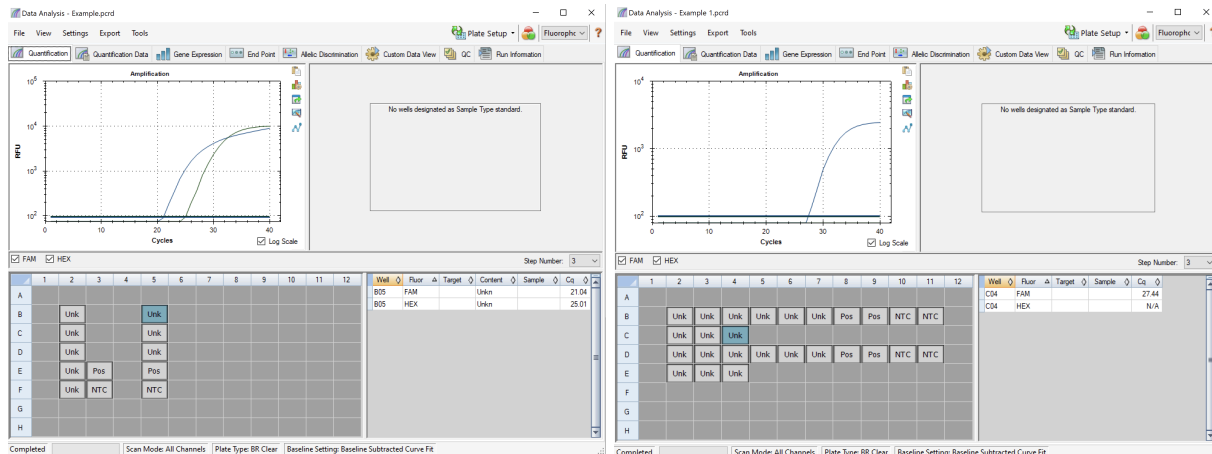 Data Analysis - Example.pcrd
File View Settings Export Tools
Plate Setup
Fluoropho
?
Quantification Quantification Data Gene Expression End Point Allelic Discrimination Custom Data View QC Run Information
Amplification
10^5
10^4
10^3
10^2
RFU
0 10 20 30 40
Cycles
Log Scale
No wells designated as Sample Type standard.
FAM HEX
Step Number: 3
1 2 3 4 5 6 7 8 9 10 11 12
A
B Unk Unk
C Unk Unk
D Unk Unk
E Unk Pos Pos
F Unk NTC NTC
G
H
Well Fluor Target Content Sample Cq
B05 FAM Unkn 21.04
B05 HEX Unkn 25.01
Completed Scan Mode: All Channels Plate Type: BR Clear Baseline Setting: Baseline Subtracted Curve Fit
Data Analysis - Example 1.pcrd
File View Settings Export Tools
Plate Setup
Fluorophc
?
Quantification Quantification Data Gene Expression End Point Allelic Discrimination Custom Data View QC Run Information
Amplification
10^4
10^3
10^2
RFU
0 10 20 30 40
Cycles
Log Scale
No wells designated as Sample Type standard.
FAM HEX
Step Number: 3
1 2 3 4 5 6 7 8 9 10 11 12
A
B Unk Unk Unk Unk Unk Unk Pos Pos NTC NTC
C Unk Unk Unk
D Unk Unk Unk Unk Unk Unk Pos Pos NTC NTC
E Unk Unk Unk
F
G
H
Well Fluor Target Sample Cq
C04 FAM 27.44
C04 HEX N/A
Completed Scan Mode: All Channels Plate Type: BR Clear Baseline Setting: Baseline Subtracted Curve Fit